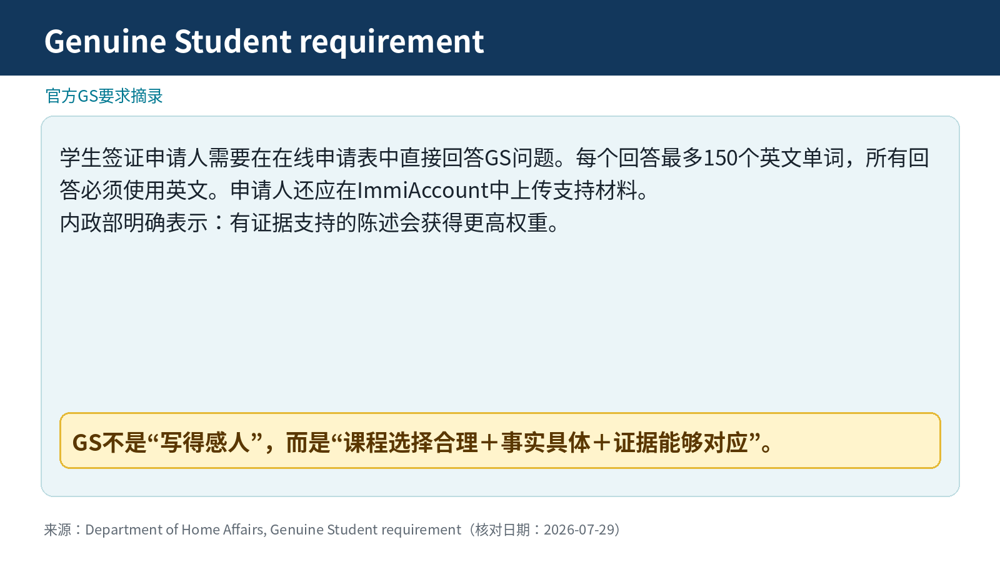 Genuine Student requirement
官方GS要求摘录
学生签证申请人需要在在线申请表中直接回答GS问题。每个回答最多150个英文单词，所有回
答必须使用英文。申请人还应在ImmiAccount中上传支持材料。
内政部明确表示：有证据支持的陈述会获得更高权重。
GS不是“写得感人”，而是“课程选择合理＋事实具体＋证据能够对应”。
来源：Department of Home Affairs, Genuine Student requirement（核对日期：2026-07-29）